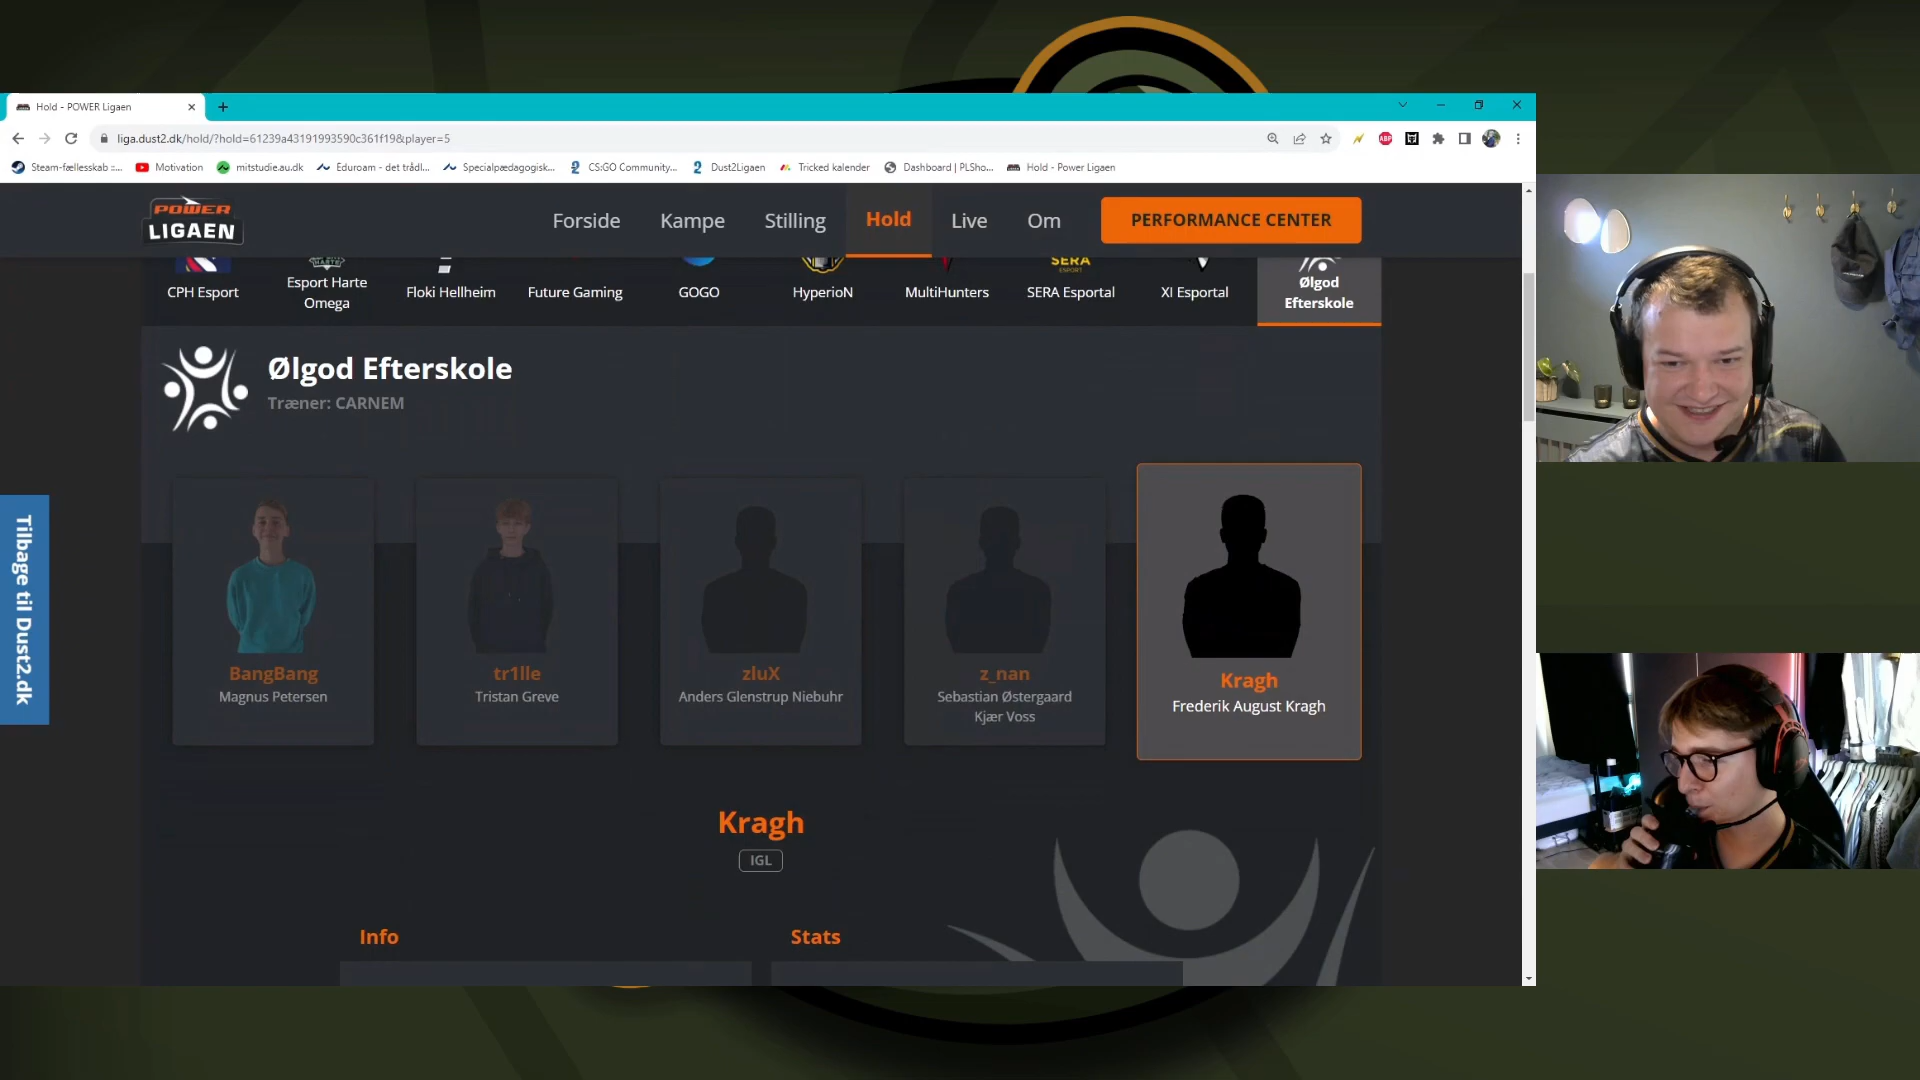 Hold - POWER Ligaen
liga.dust2.dk/hold/?hold=61239a43191993590c361f19&player=5
Steam-fællesskab ::...
Motivation
mitstudie.au.dk
Eduroam - det trådl...
Specialpædagogisk...
CS:GO Community...
Dust2Ligaen
Tricked kalender
Dashboard | PLSho...
Hold - Power Ligaen
POWER
LIGAEN
Forside
Kampe
Stilling
Hold
Live
Om
PERFORMANCE CENTER
CPH Esport
Esport Harte
Omega
Floki Hellheim
Future Gaming
GOGO
HyperioN
MultiHunters
SERA
ESPORT
SERA Esportal
XI Esportal
Ølgod
Efterskole
Ølgod Efterskole
Træner: CARNEM
BangBang
Magnus Petersen
tr1lle
Tristan Greve
zluX
Anders Glenstrup Niebuhr
z_nan
Sebastian Østergaard
Kjær Voss
Kragh
Frederik August Kragh
Tilbage til Dust2.dk
Kragh
IGL
Info
Stats
ABP